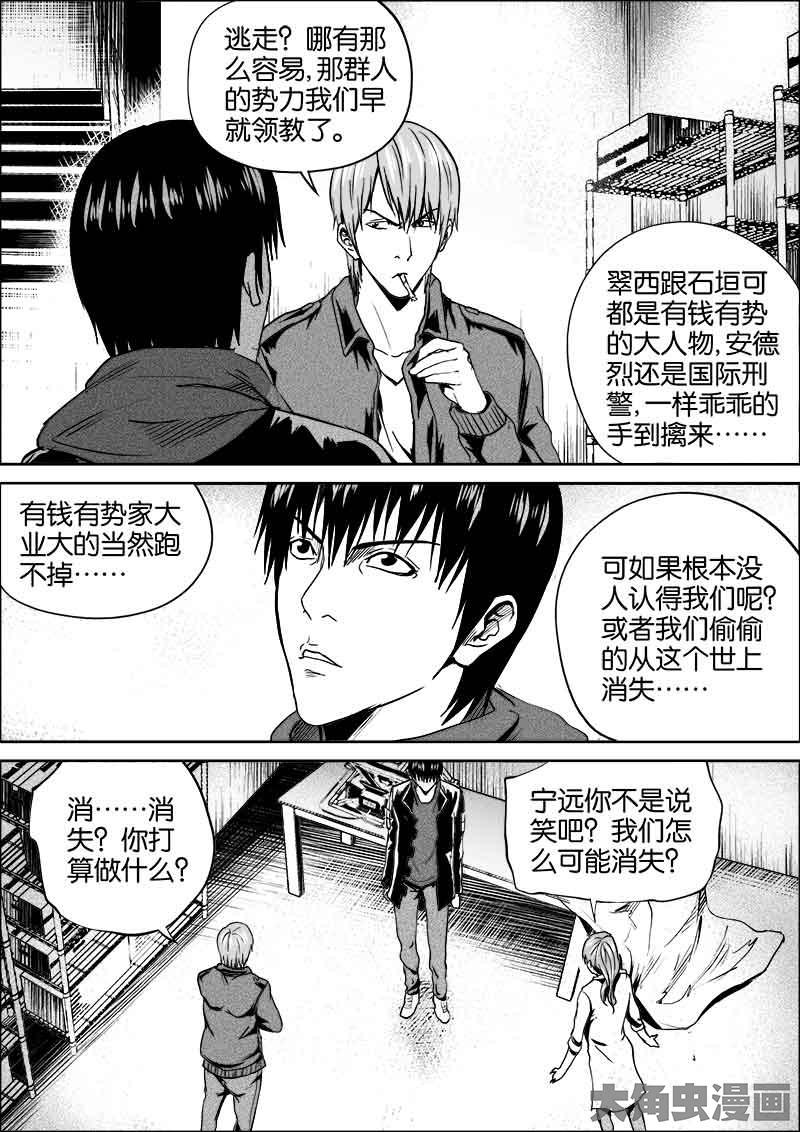 逃走？哪有那
么容易，那群人
的势力我们早
就领教了。
翠西跟石垣可
都是有钱有势
的大人物，安德
烈还是国际刑
警，一样乖乖的
手到擒来……
有钱有势家大
业大的当然跑
不掉……
可如果根本没
人认得我们呢？
或者我们偷偷
的从这个世上
消失……
消……消
失？你打
算做什么？
宁远你不是说
笑吧？我们怎
么可能消失？
大角虫漫画